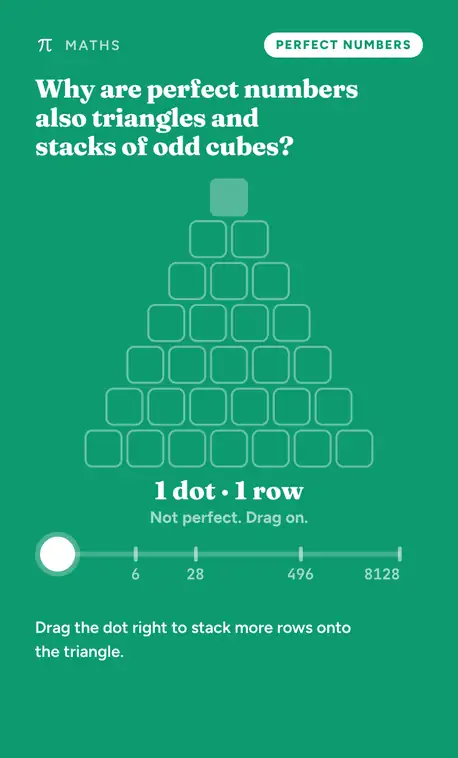 π MATHS
PERFECT NUMBERS
Why are perfect numbers
also triangles and
stacks of odd cubes?
1 dot · 1 row
Not perfect. Drag on.
6 28 496 8128
Drag the dot right to stack more rows onto
the triangle.